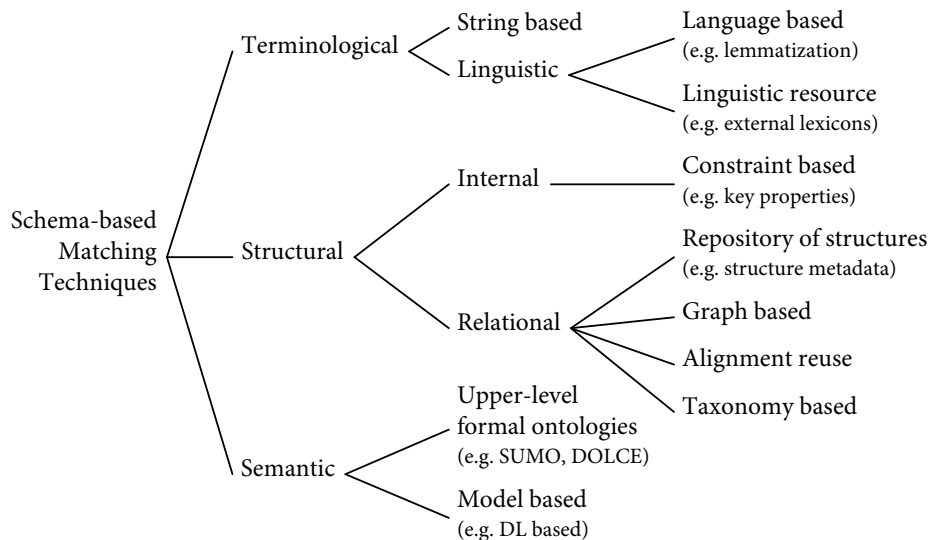 Schema-based
Matching
Techniques
Terminological
String based
Linguistic
Language based
(e.g. lemmatization)
Linguistic resource
(e.g. external lexicons)
Structural
Internal
Constraint based
(e.g. key properties)
Relational
Repository of structures
(e.g. structure metadata)
Graph based
Alignment reuse
Taxonomy based
Semantic
Upper-level
formal ontologies
(e.g. SUMO, DOLCE)
Model based
(e.g. DL based)